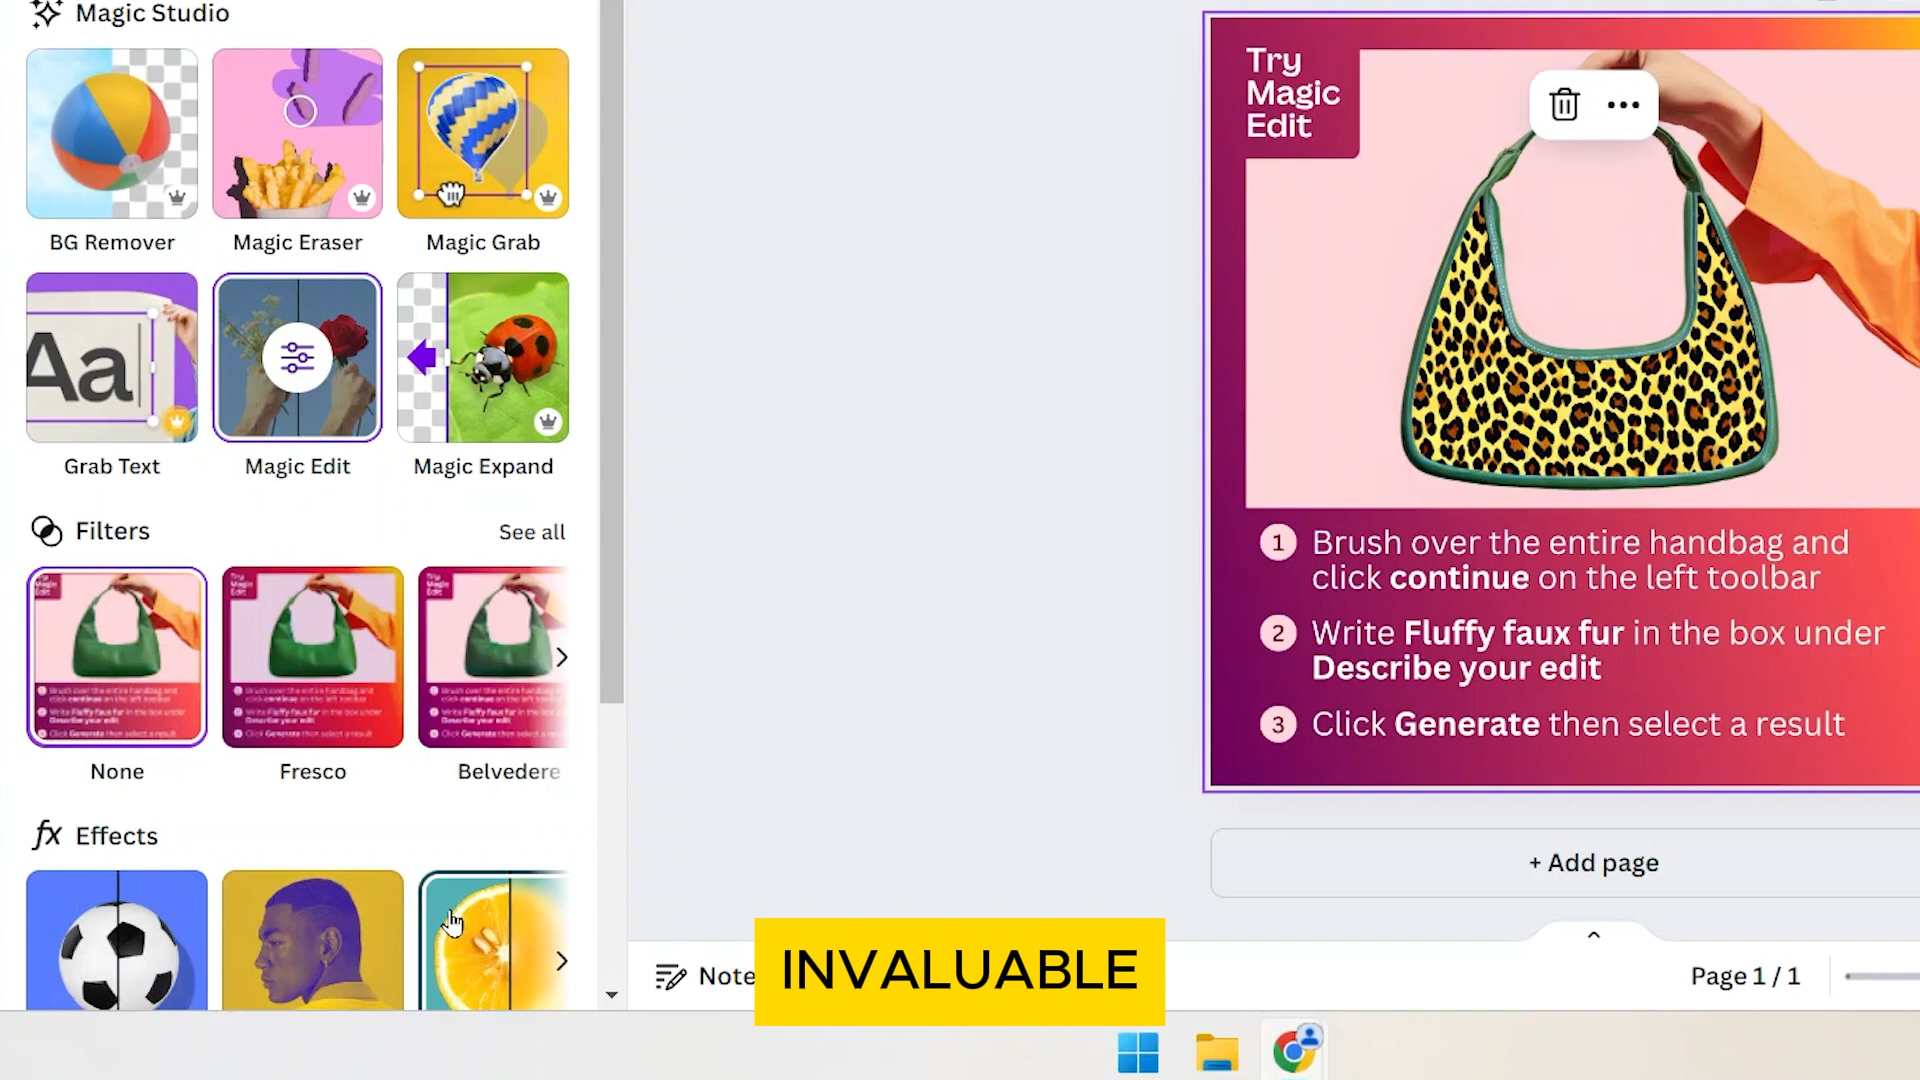 Magic Studio
BG Remover
Magic Eraser
Magic Grab
Aa
Grab Text
Magic Edit
Magic Expand
Filters
See all
None
Fresco
Belvedere
fx Effects
Try
Magic
Edit
1 Brush over the entire handbag and
click continue on the left toolbar
2 Write Fluffy faux fur in the box under
Describe your edit
3 Click Generate then select a result
+ Add page
Note
INVALUABLE
Page 1 / 1